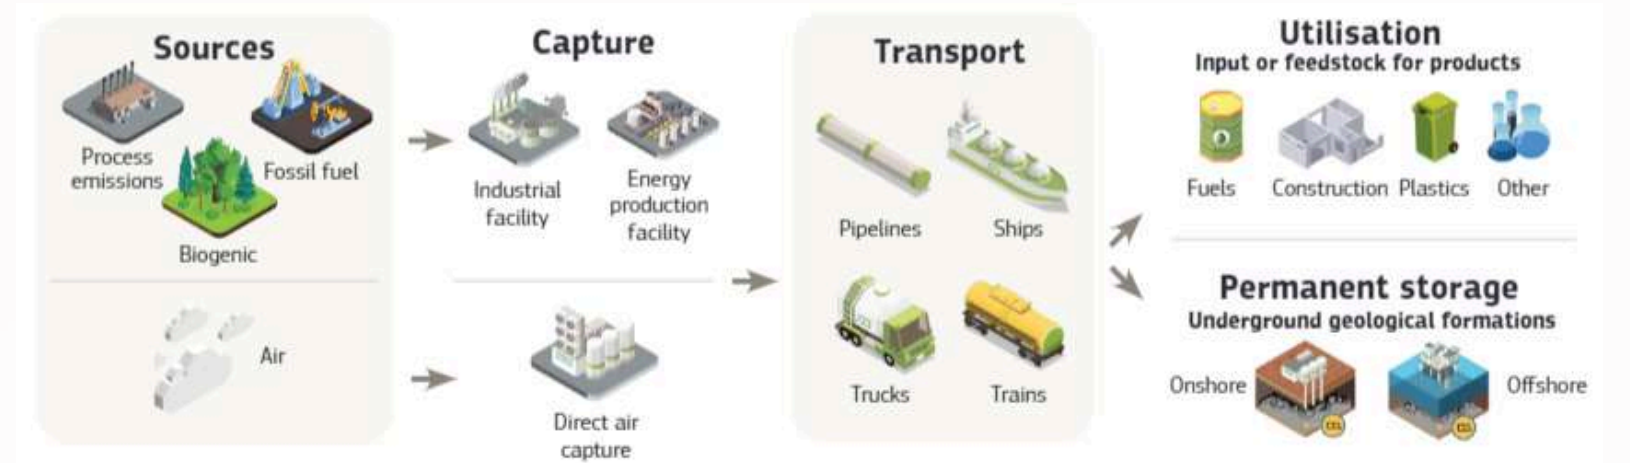 Sources
Process
emissions
Fossil fuel
Biogenic
Air
Capture
Industrial
facility
Energy
production
facility
Direct air
capture
Transport
Pipelines
Ships
Trucks
Trains
Utilisation
Input or feedstock for products
Fuels
Construction
Plastics
Other
Permanent storage
Underground geological formations
Onshore
Offshore